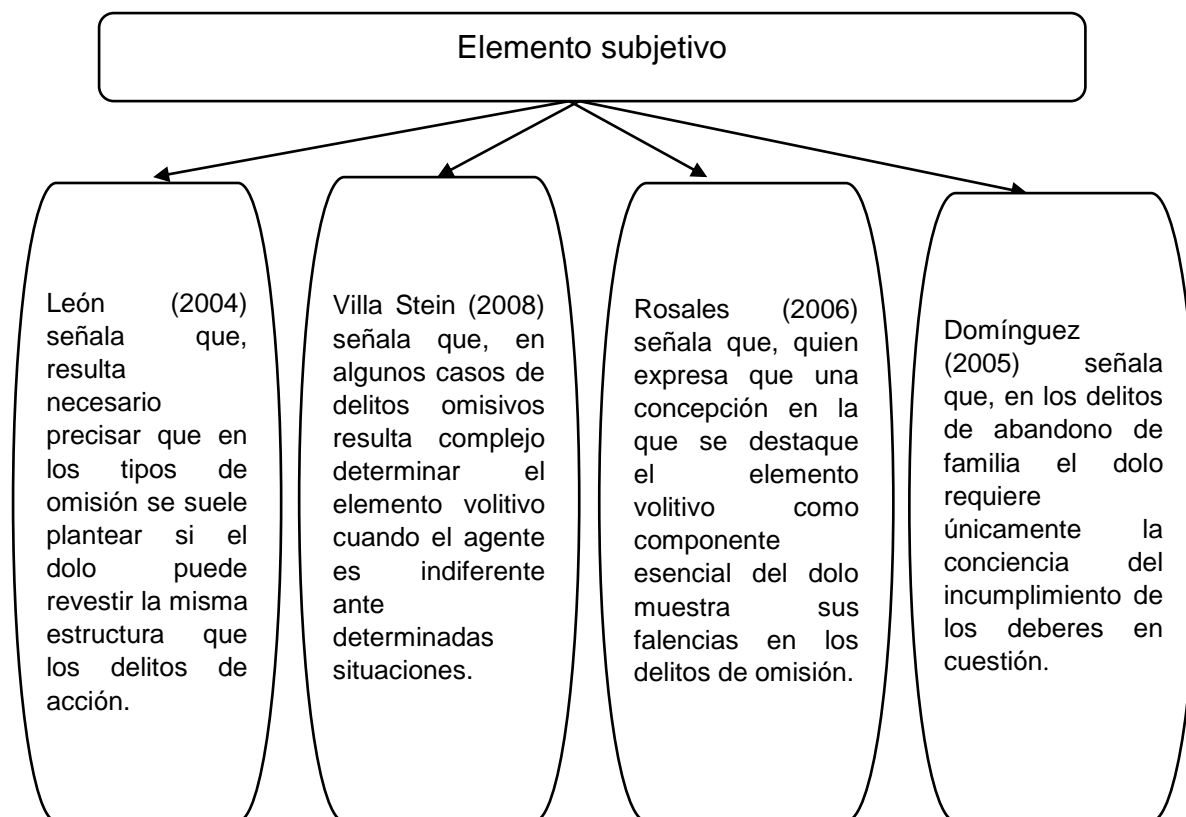 Elemento subjetivo
León (2004)
señala que,
resulta
necesario
precisar que en
los tipos de
omisión se suele
plantear si el
dolo puede
revestir la misma
estructura que
los delitos de
acción.
Villa Stein (2008)
señala que, en
algunos casos de
delitos omisivos
resulta complejo
determinar el
elemento volitivo
cuando el agente
es indiferente
ante
determinadas
situaciones.
Rosales (2006)
señala que, quien
expresa que una
concepción en la
que se destaque
el elemento
volitivo como
componente
esencial del dolo
muestra sus
falencias en los
delitos de omisión.
Domínguez
(2005) señala
que, en los delitos
de abandono de
familia el dolo
requiere
únicamente la
conciencia del
incumplimiento de
los deberes en
cuestión.